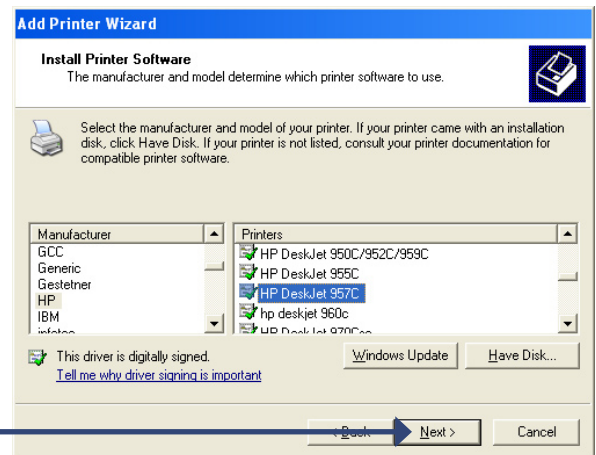 Add Printer Wizard
Install Printer Software
The manufacturer and model determine which printer software to use.
Select the manufacturer and model of your printer. If your printer came with an installation
disk, click Have Disk. If your printer is not listed, consult your printer documentation for
compatible printer software.
Manufacturer
GCC
Generic
Gestetner
HP
IBM
infotec
Printers
HP DeskJet 950C/952C/959C
HP DeskJet 955C
HP DeskJet 957C
hp deskjet 960c
HP DeskJet 970Cxx
This driver is digitally signed.
Tell me why driver signing is important
Windows Update
Have Disk...
< Back
Next >
Cancel